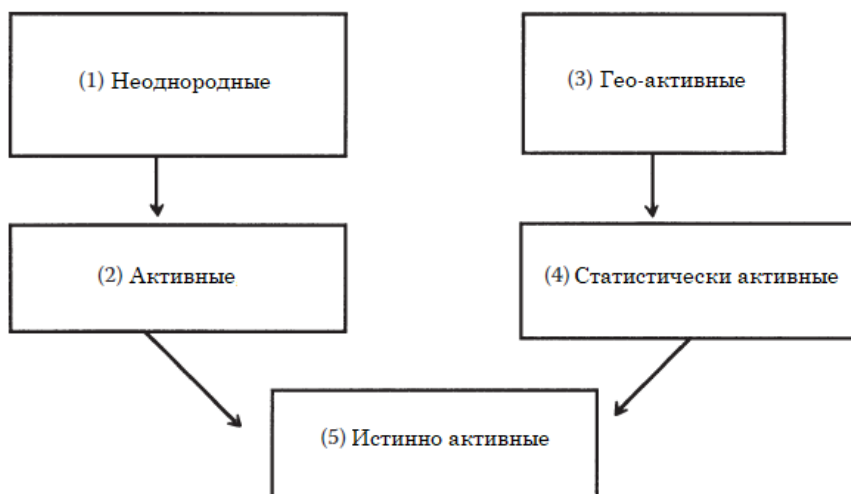 (1) Неоднородные
(3) Гео-активные
(2) Активные
(4) Статистически активные
(5) Истинно активные